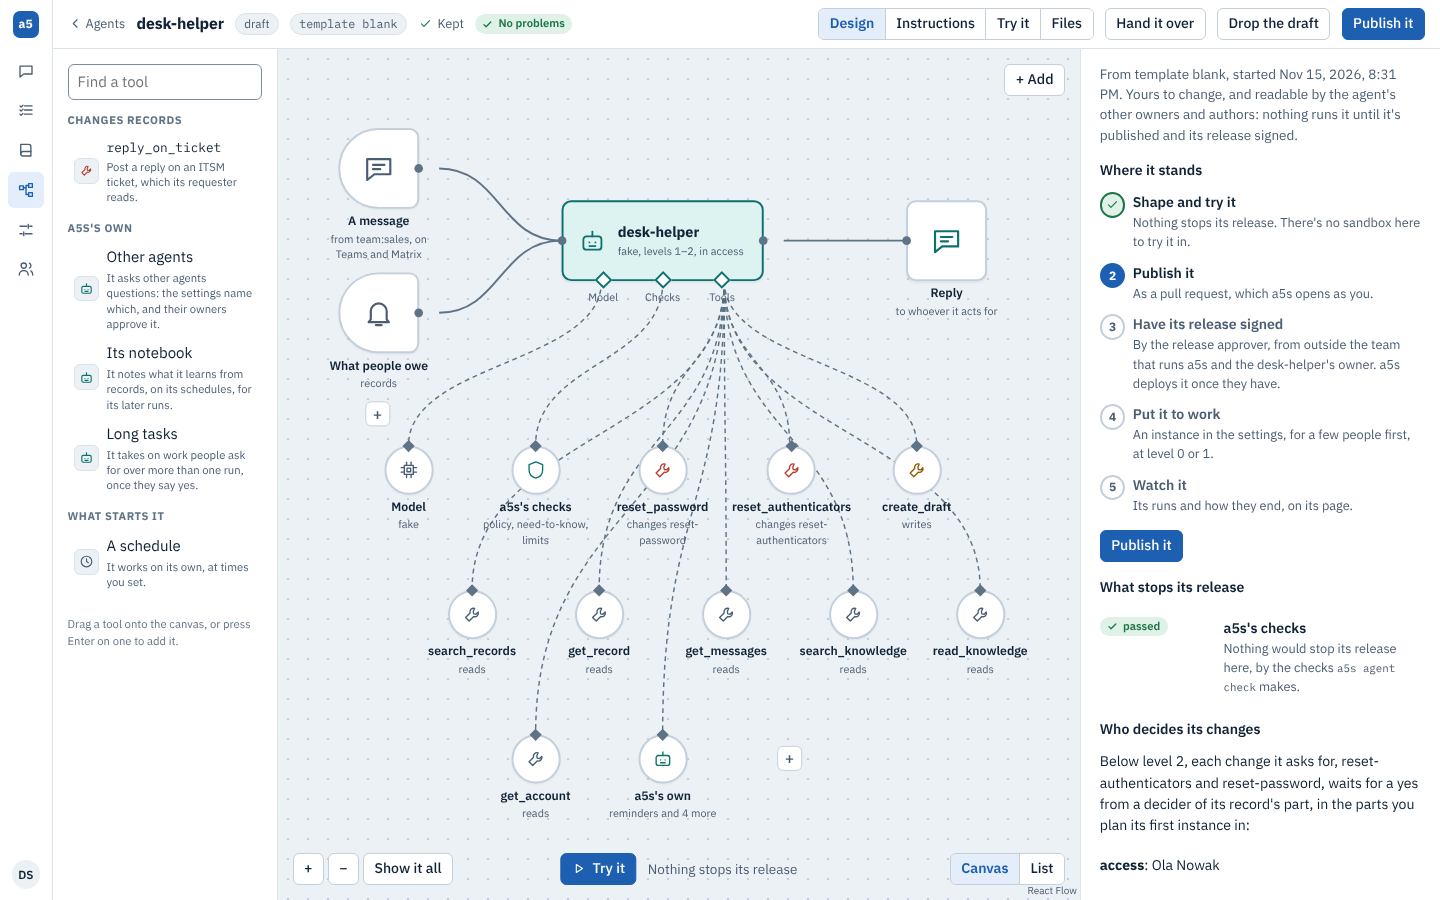 a5
Agents
desk-helper
draft
template blank
Kept
No problems
Design
Instructions
Try it
Files
Hand it over
Drop the draft
Publish it
Find a tool
CHANGES RECORDS
reply_on_ticket
Post a reply on an ITSM
ticket, which its requester
reads.
A5S'S OWN
Other agents
It asks other agents
questions: the settings name
which, and their owners
approve it.
Its notebook
It notes what it learns from
records, on its schedules, for
its later runs.
Long tasks
It takes on work people ask
for over more than one run,
once they say yes.
WHAT STARTS IT
A schedule
It works on its own, at times
you set.
Drag a tool onto the canvas, or press
Enter on one to add it.
DS
+ Add
A message
from team:sales, on
Teams and Matrix
What people owe
records
+
desk-helper
fake, levels 1–2, in access
Model
Checks
Tools
Reply
to whoever it acts for
Model
fake
a5s's checks
policy, need-to-know,
limits
reset_password
changes reset-
password
reset_authenticators
changes reset-
authenticators
create_draft
writes
search_records
reads
get_record
reads
get_messages
reads
search_knowledge
reads
read_knowledge
reads
get_account
reads
a5s's own
reminders and 4 more
+
+
−
Show it all
Try it
Nothing stops its release
Canvas
List
React Flow
From template blank, started Nov 15, 2026, 8:31
PM. Yours to change, and readable by the agent's
other owners and authors: nothing runs it until it's
published and its release signed.
Where it stands
Shape and try it
Nothing stops its release. There's no sandbox here
to try it in.
2
Publish it
As a pull request, which a5s opens as you.
3
Have its release signed
By the release approver, from outside the team
that runs a5s and the desk-helper's owner. a5s
deploys it once they have.
4
Put it to work
An instance in the settings, for a few people first,
at level 0 or 1.
5
Watch it
Its runs and how they end, on its page.
Publish it
What stops its release
passed
a5s's checks
Nothing would stop its release
here, by the checks a5s agent
check makes.
Who decides its changes
Below level 2, each change it asks for, reset-
authenticators and reset-password, waits for a yes
from a decider of its record's part, in the parts you
plan its first instance in:
access: Ola Nowak